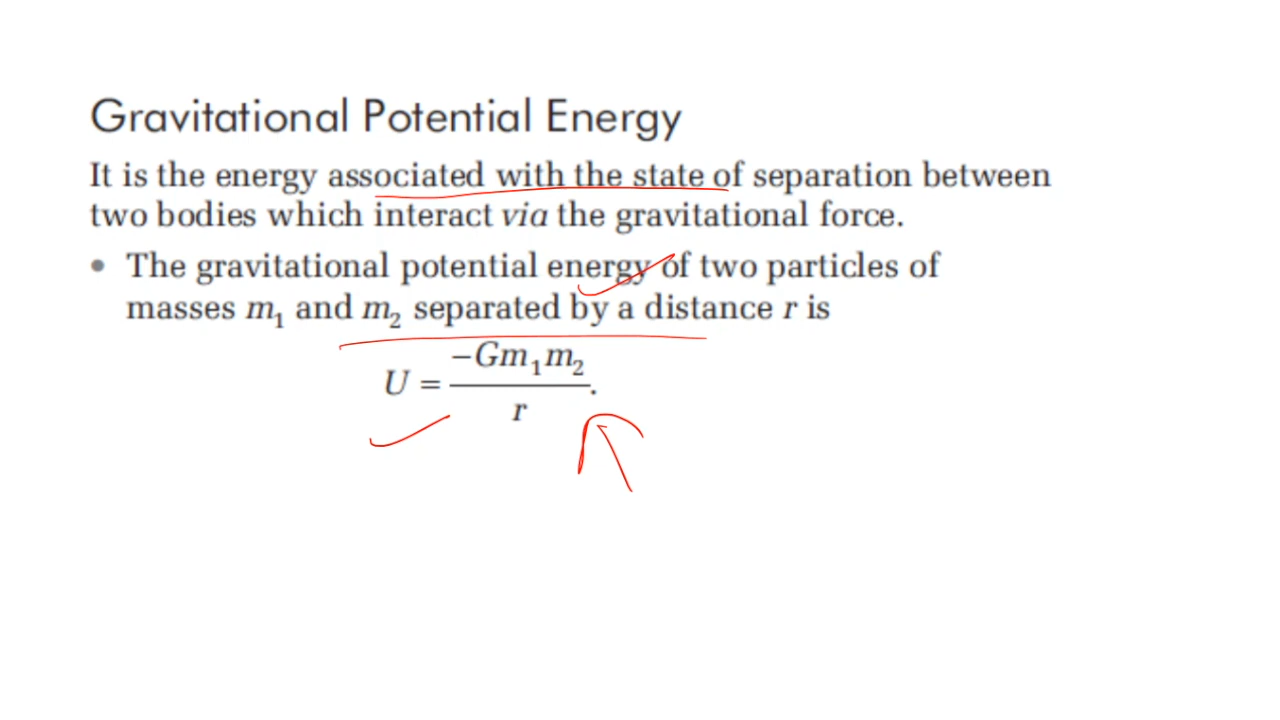 Gravitational Potential Energy
It is the energy associated with the state of separation between
two bodies which interact via the gravitational force.
• The gravitational potential energy of two particles of
masses m₁ and m₂ separated by a distance r is
U = −Gm₁m₂ / r.